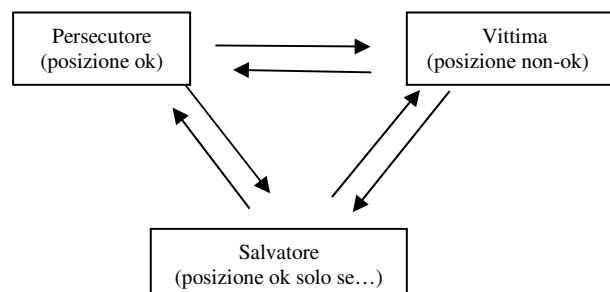 Persecutore
(posizione ok)
Vittima
(posizione non-ok)
Salvatore
(posizione ok solo se…)